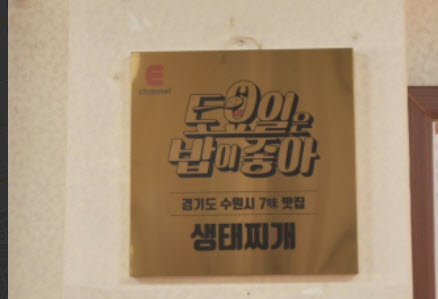 E
channel
토요일은
밥이 좋아
경기도 수원시 7味 맛집
생태찌개